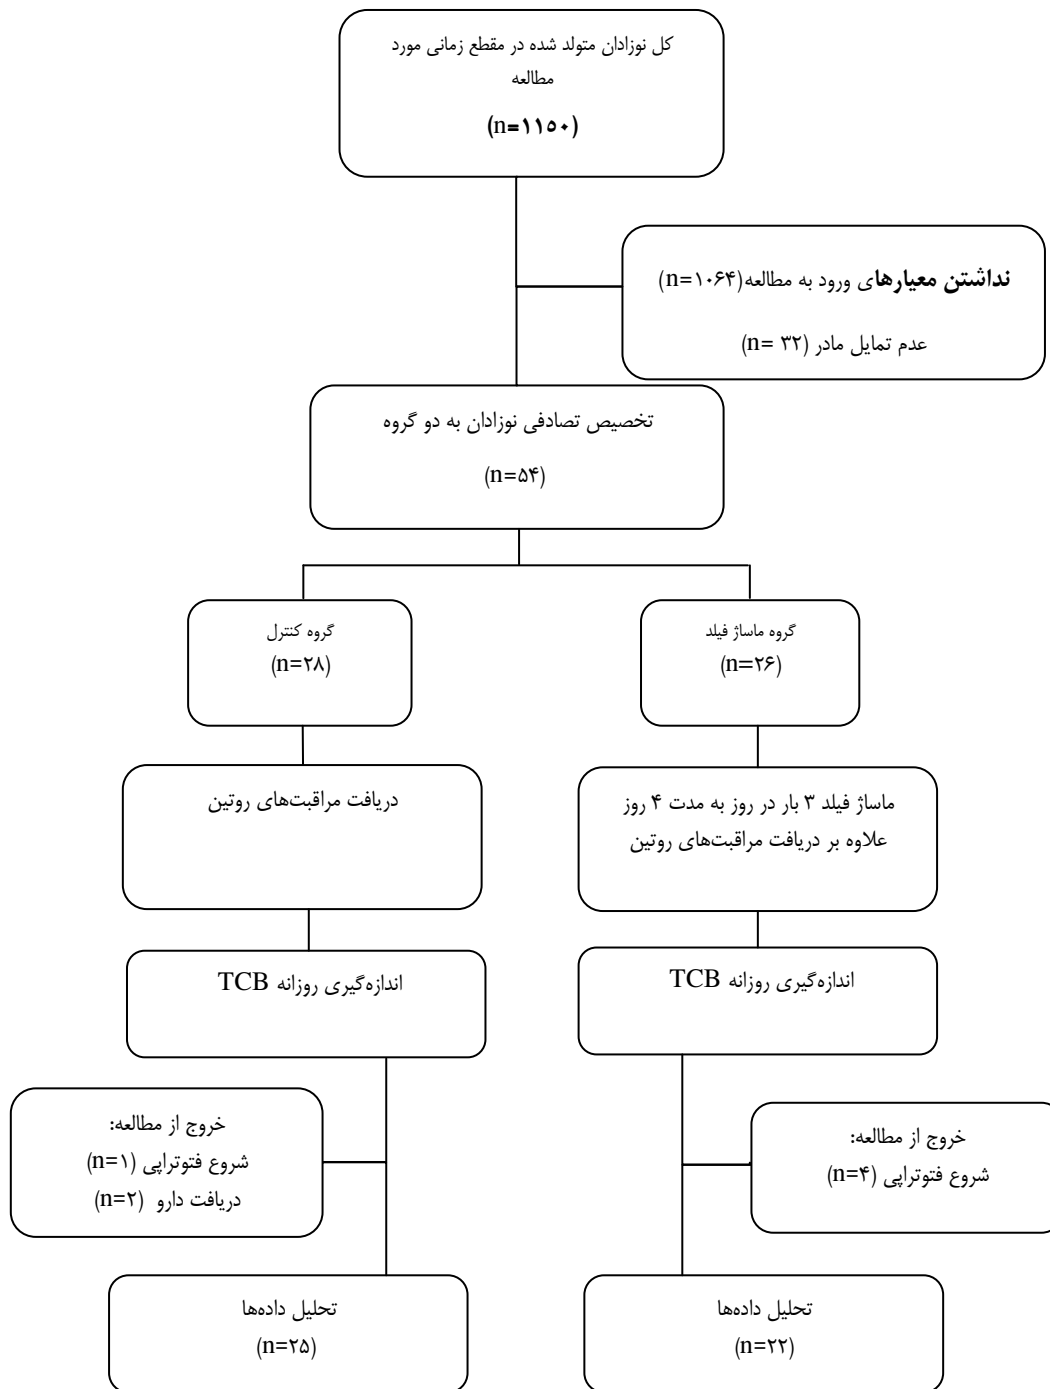 کل نوزادان متولد شده در مقطع زمانی مورد
مطالعه
(n=۱۱۵۰)
نداشتن معیارهای ورود به مطالعه(n=۱۰۶۴)
عدم تمایل مادر (n= ۳۲)
تخصیص تصادفی نوزادان به دو گروه
(n=۵۴)
گروه ماساژ فیلد
(n=۲۶)
گروه کنترل
(n=۲۸)
ماساژ فیلد ۳ بار در روز به مدت ۴ روز
علاوه بر دریافت مراقبت‌های روتین
دریافت مراقبت‌های روتین
اندازه‌گیری روزانه TCB
اندازه‌گیری روزانه TCB
خروج از مطالعه:
شروع فتوتراپی (n=۴)
خروج از مطالعه:
شروع فتوتراپی (n=۱)
دریافت دارو (n=۲)
تحلیل داده‌ها
(n=۲۲)
تحلیل داده‌ها
(n=۲۵)